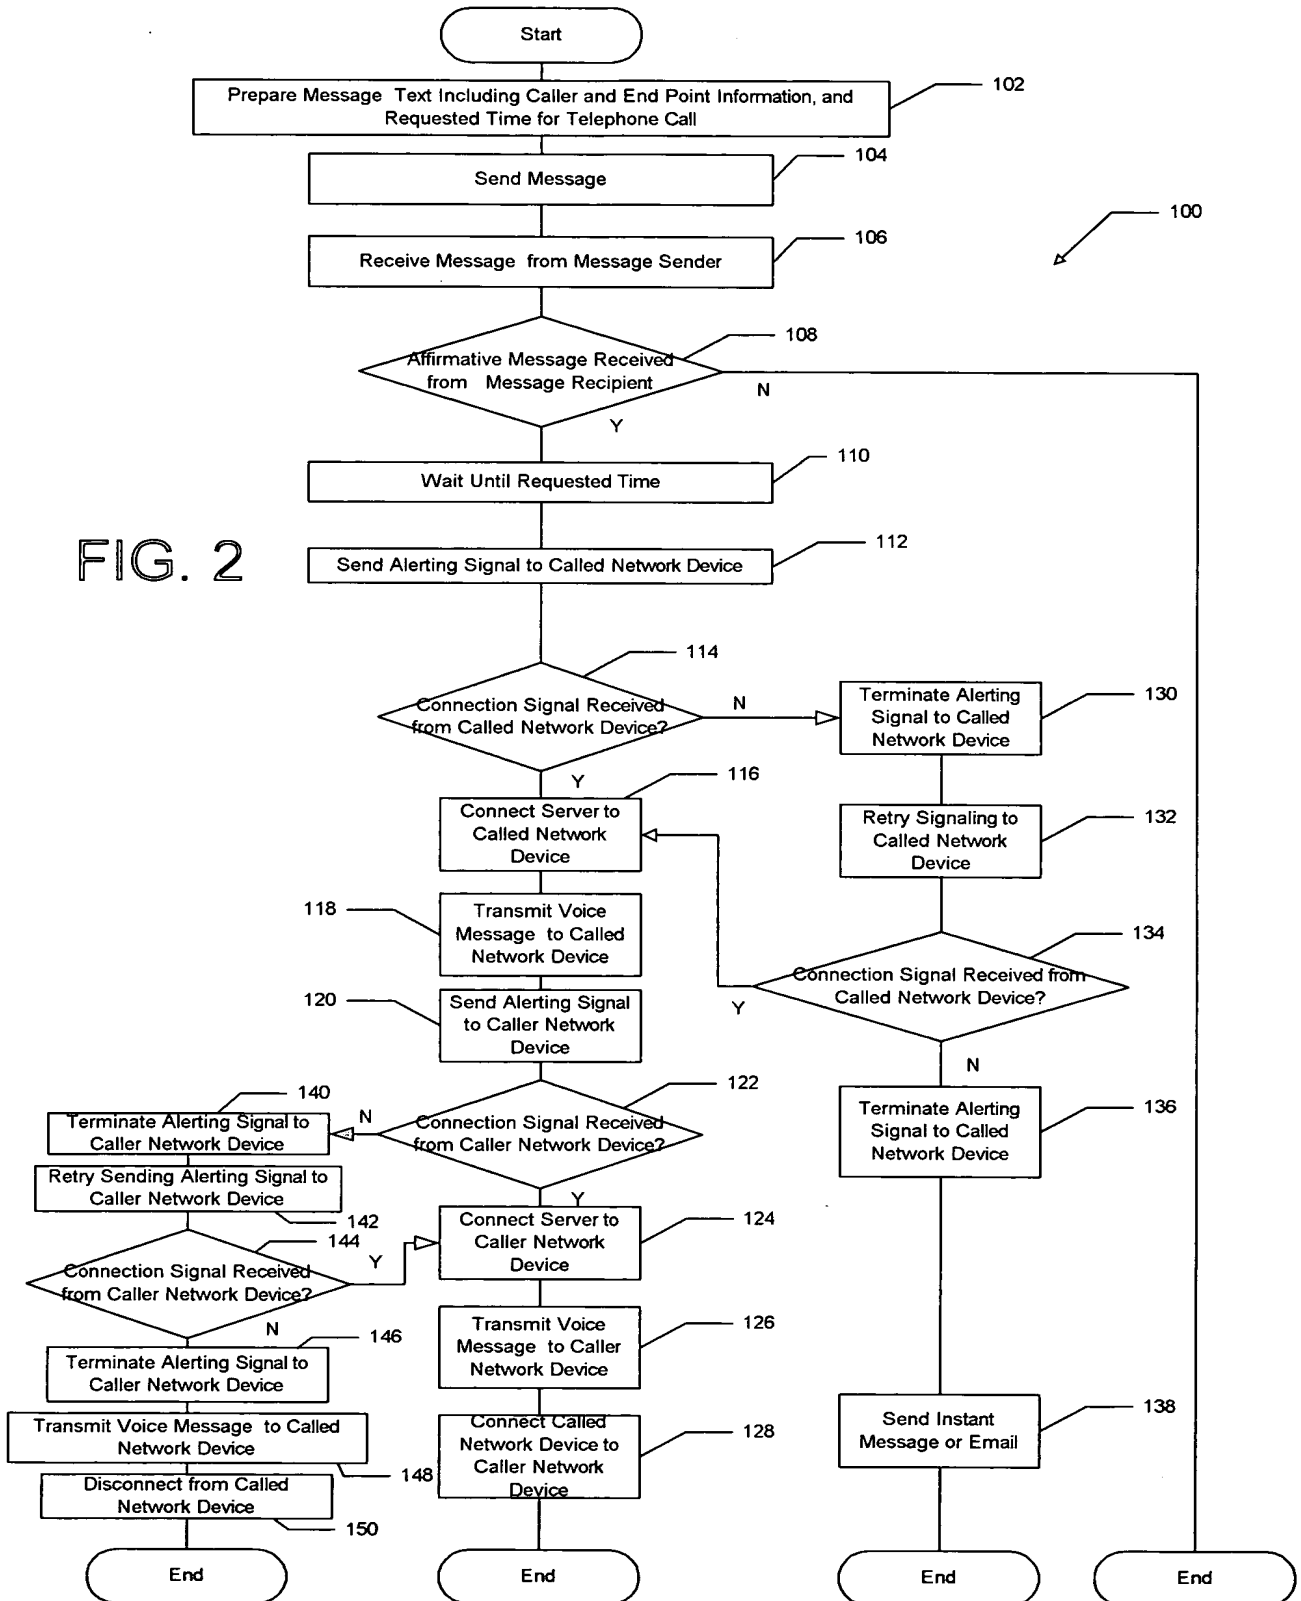 Start
Prepare Message Text Including Caller and End Point Information, and
Requested Time for Telephone Call
102
Send Message
104
100
Receive Message from Message Sender
106
Affirmative Message Received
from Message Recipient
108
N
Y
Wait Until Requested Time
110
FIG. 2
Send Alerting Signal to Called Network Device
112
Connection Signal Received
from Called Network Device?
114
N
Y
Terminate Alerting
Signal to Called
Network Device
130
Connect Server to
Called Network
Device
116
Retry Signaling to
Called Network
Device
132
118
Transmit Voice
Message to Called
Network Device
Connection Signal Received from
Called Network Device?
134
Y
N
120
Send Alerting Signal
to Caller Network
Device
Connection Signal Received
from Caller Network Device?
122
N
Y
Terminate Alerting
Signal to Called
Network Device
136
140
Terminate Alerting Signal to
Caller Network Device
Retry Sending Alerting Signal to
Caller Network Device
142
144
Connection Signal Received
from Caller Network Device?
Y
N
Connect Server to
Caller Network
Device
124
Transmit Voice
Message to Caller
Network Device
126
146
Terminate Alerting Signal to
Caller Network Device
Transmit Voice Message to Called
Network Device
148
Connect Called
Network Device to
Caller Network
Device
128
Send Instant
Message or Email
138
Disconnect from Called
Network Device
150
End
End
End
End